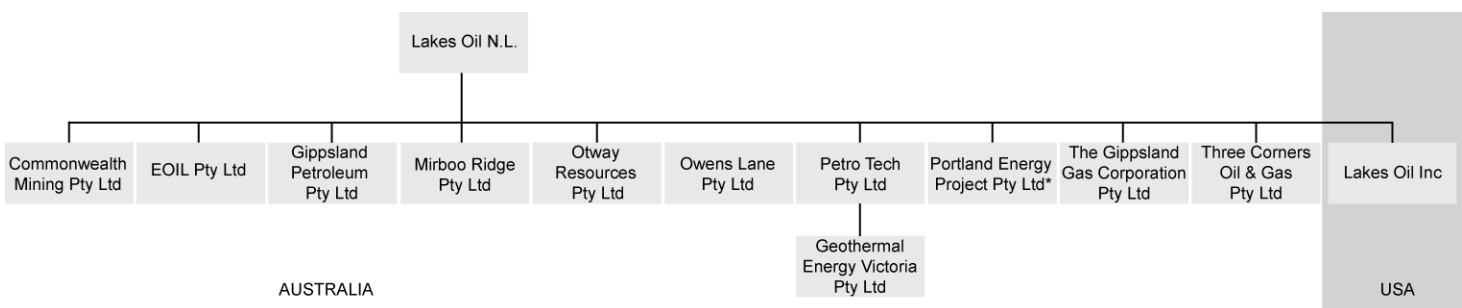 Lakes Oil N.L.
Commonwealth
Mining Pty Ltd
EOIL Pty Ltd
Gippsland
Petroleum
Pty Ltd
Mirboo Ridge
Pty Ltd
Otway
Resources
Pty Ltd
Owens Lane
Pty Ltd
Petro Tech
Pty Ltd
Portland Energy
Project Pty Ltd*
The Gippsland
Gas Corporation
Pty Ltd
Three Corners
Oil & Gas
Pty Ltd
Lakes Oil Inc
Geothermal
Energy Victoria
Pty Ltd
AUSTRALIA
USA